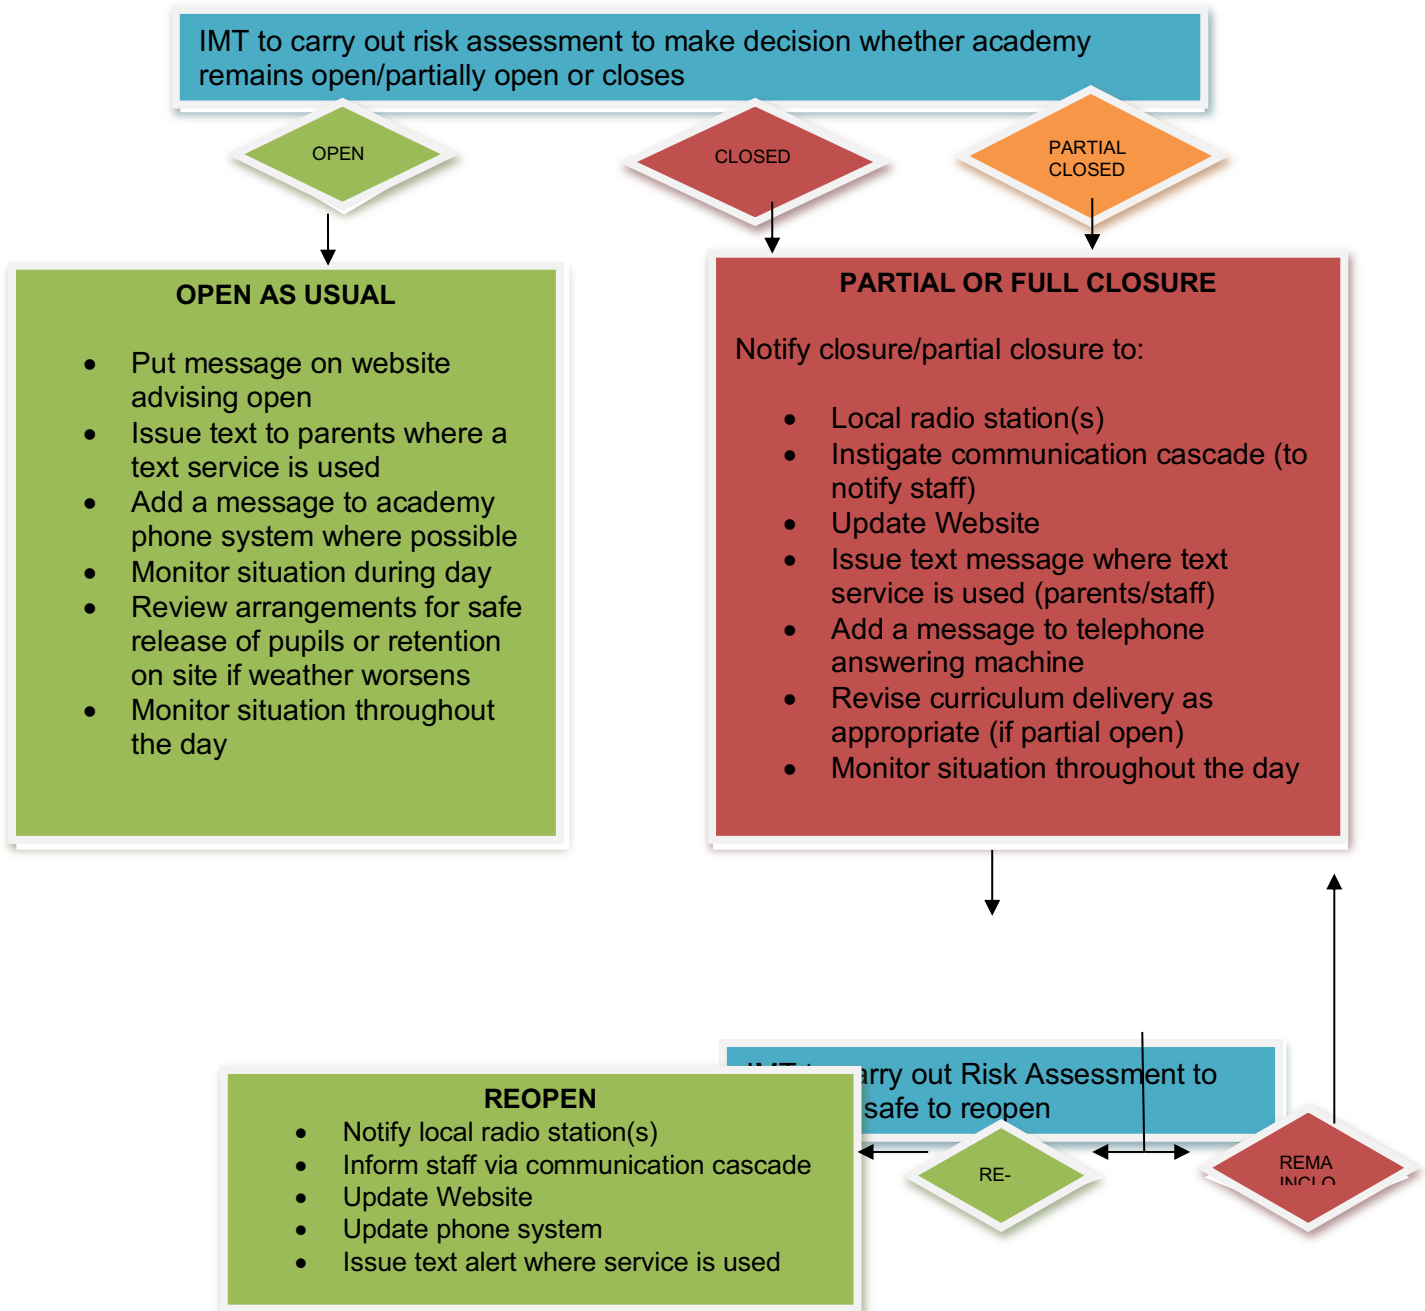 IMT to carry out risk assessment to make decision whether academy
remains open/partially open or closes
OPEN
CLOSED
PARTIAL
CLOSED
OPEN AS USUAL
• Put message on website
advising open
• Issue text to parents where a
text service is used
• Add a message to academy
phone system where possible
• Monitor situation during day
• Review arrangements for safe
release of pupils or retention
on site if weather worsens
• Monitor situation throughout
the day
PARTIAL OR FULL CLOSURE
Notify closure/partial closure to:
• Local radio station(s)
• Instigate communication cascade (to
notify staff)
• Update Website
• Issue text message where text
service is used (parents/staff)
• Add a message to telephone
answering machine
• Revise curriculum delivery as
appropriate (if partial open)
• Monitor situation throughout the day
carry out Risk Assessment to
safe to reopen
REOPEN
• Notify local radio station(s)
• Inform staff via communication cascade
• Update Website
• Update phone system
• Issue text alert where service is used
RE-
REMA
INCLO